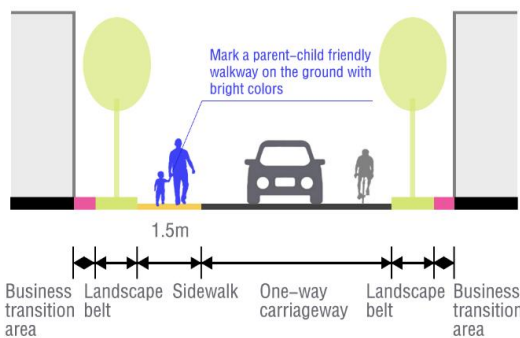 Mark a parent–child friendly
walkway on the ground with
bright colors
1.5m
Business transition area
Landscape belt
Sidewalk
One–way carriageway
Landscape belt
Business transition area